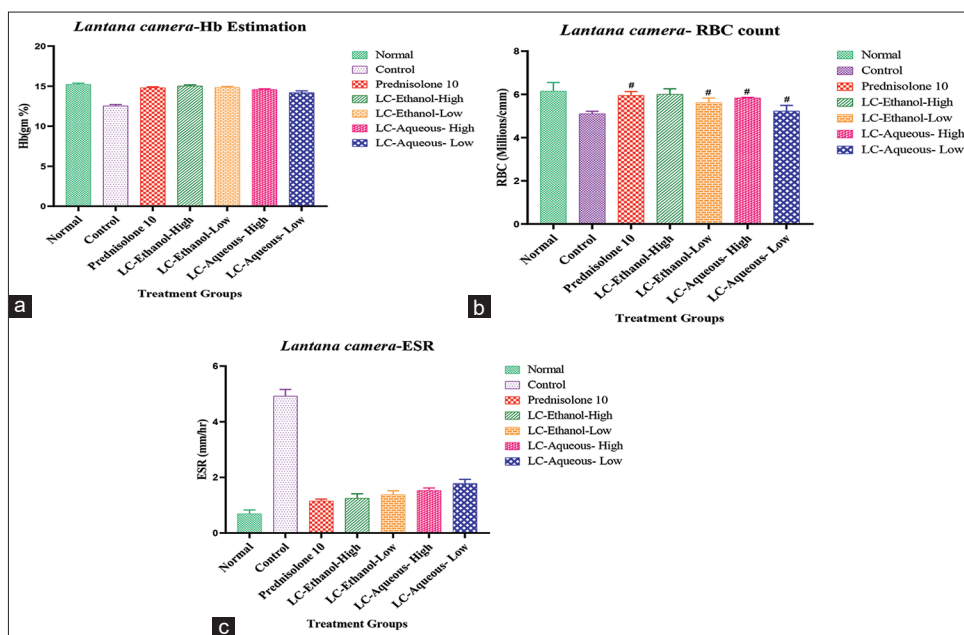 Lantana camera-Hb Estimation
20
15
10
5
0
Hb(gm %)
Normal
Control
Prednisolone 10
LC-Ethanol-High
LC-Ethanol-Low
LC-Aqueous- High
LC-Aqueous- Low
Treatment Groups
Normal
Control
Prednisolone 10
LC-Ethanol-High
LC-Ethanol-Low
LC-Aqueous- High
LC-Aqueous- Low
a
Lantana camera- RBC count
8
6
4
2
0
RBC (Millions/cmm)
#
#
#
#
Normal
Control
Prednisolone 10
LC-Ethanol-High
LC-Ethanol-Low
LC-Aqueous- High
LC-Aqueous- Low
Treatment Groups
Normal
Control
Prednisolone 10
LC-Ethanol-High
LC-Ethanol-Low
LC-Aqueous- High
LC-Aqueous- Low
b
Lantana camera-ESR
6
4
2
0
ESR (mm/hr)
Normal
Control
Prednisolone 10
LC-Ethanol-High
LC-Ethanol-Low
LC-Aqueous- High
LC-Aqueous- Low
Treatment Groups
Normal
Control
Prednisolone 10
LC-Ethanol-High
LC-Ethanol-Low
LC-Aqueous- High
LC-Aqueous- Low
c